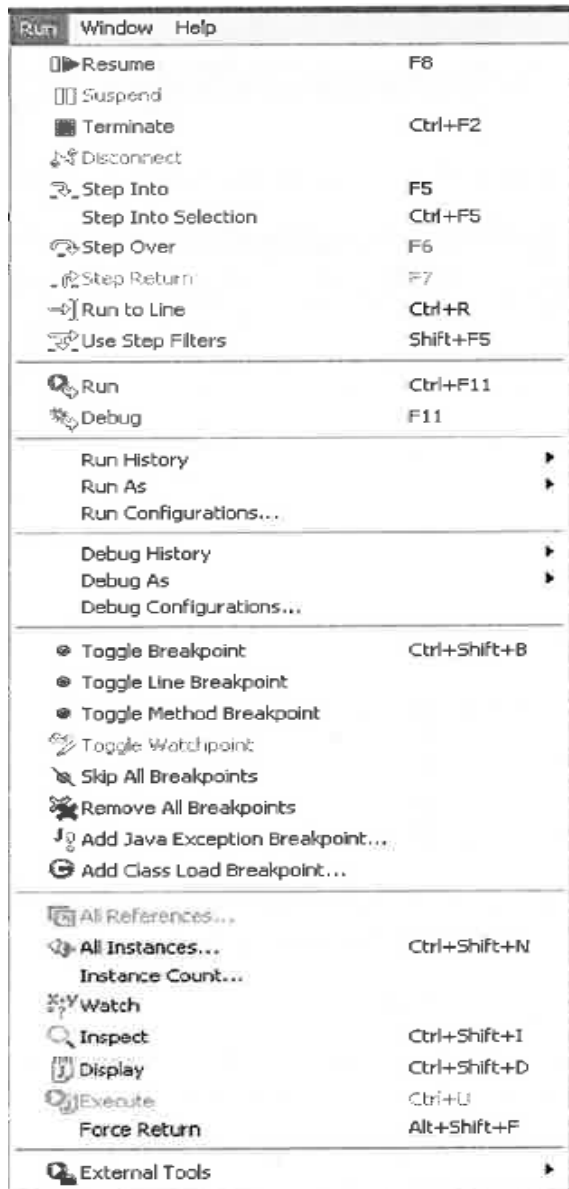 Run Window Help
Resume F8
Suspend
Terminate Ctrl+F2
Disconnect
Step Into F5
Step Into Selection Ctrl+F5
Step Over F6
Step Return F7
Run to Line Ctrl+R
Use Step Filters Shift+F5
Run Ctrl+F11
Debug F11
Run History
Run As
Run Configurations...
Debug History
Debug As
Debug Configurations...
Toggle Breakpoint Ctrl+Shift+B
Toggle Line Breakpoint
Toggle Method Breakpoint
Toggle Watchpoint
Skip All Breakpoints
Remove All Breakpoints
Add Java Exception Breakpoint...
Add Class Load Breakpoint...
All References...
All Instances... Ctrl+Shift+N
Instance Count...
Watch
Inspect Ctrl+Shift+I
Display Ctrl+Shift+D
Execute Ctrl+U
Force Return Alt+Shift+F
External Tools